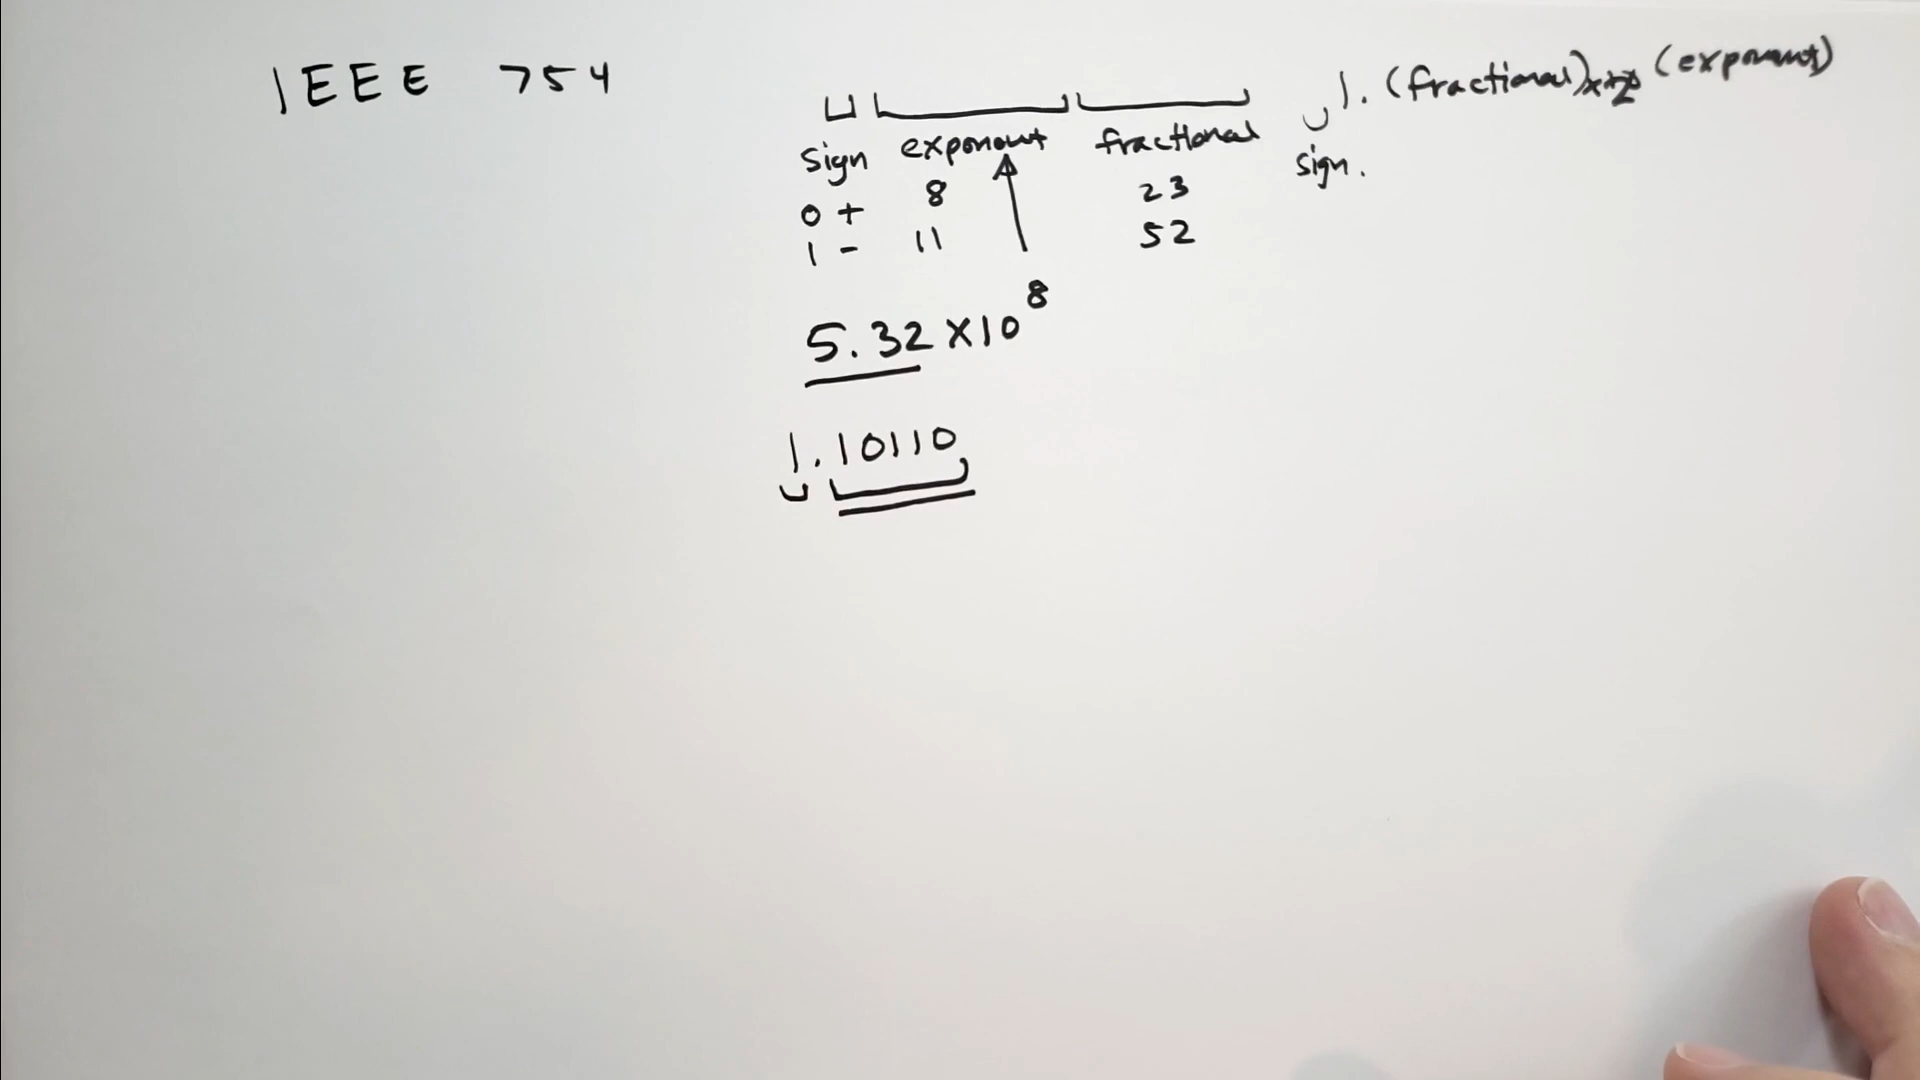 IEEE 754
sign exponent fractional
0 + 8 23
1 - 11 52
1. (fractional) (exponent)
sign.
5.32 x 10^8
1.10110